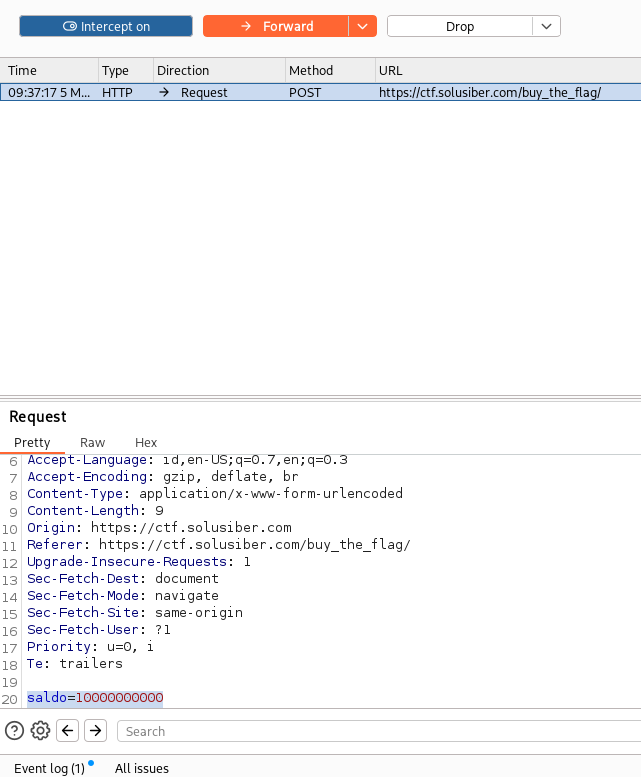 Intercept on Forward Drop
Time Type Direction Method URL
09:37:17 5 M... HTTP → Request POST https://ctf.solusiber.com/buy_the_flag/
Request
Pretty Raw Hex
6 Accept-Language: id,en-US;q=0.7,en;q=0.3
7 Accept-Encoding: gzip, deflate, br
8 Content-Type: application/x-www-form-urlencoded
9 Content-Length: 9
10 Origin: https://ctf.solusiber.com
11 Referer: https://ctf.solusiber.com/buy_the_flag/
12 Upgrade-Insecure-Requests: 1
13 Sec-Fetch-Dest: document
14 Sec-Fetch-Mode: navigate
15 Sec-Fetch-Site: same-origin
16 Sec-Fetch-User: ?1
17 Priority: u=0, i
18 Te: trailers
19
20 saldo=10000000000
Search
Event log (1) All issues